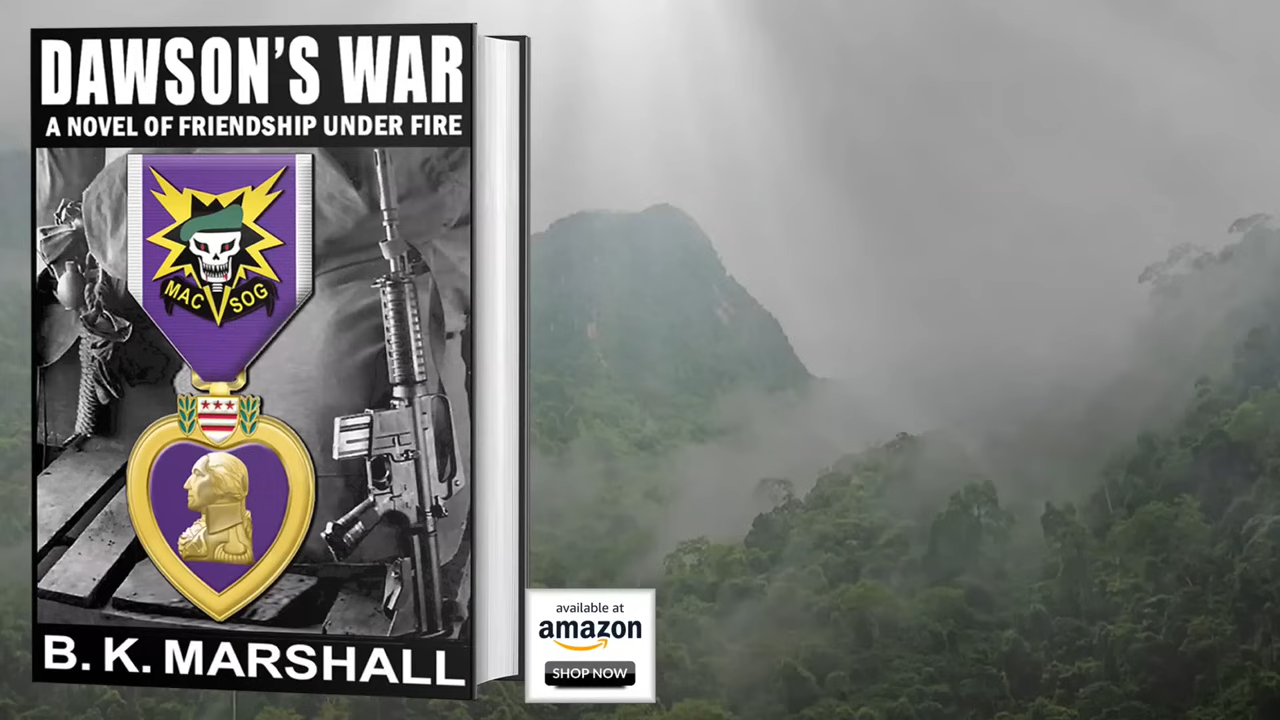 DAWSON'S WAR
A NOVEL OF FRIENDSHIP UNDER FIRE
MAC SOG
B. K. MARSHALL
available at
amazon
SHOP NOW